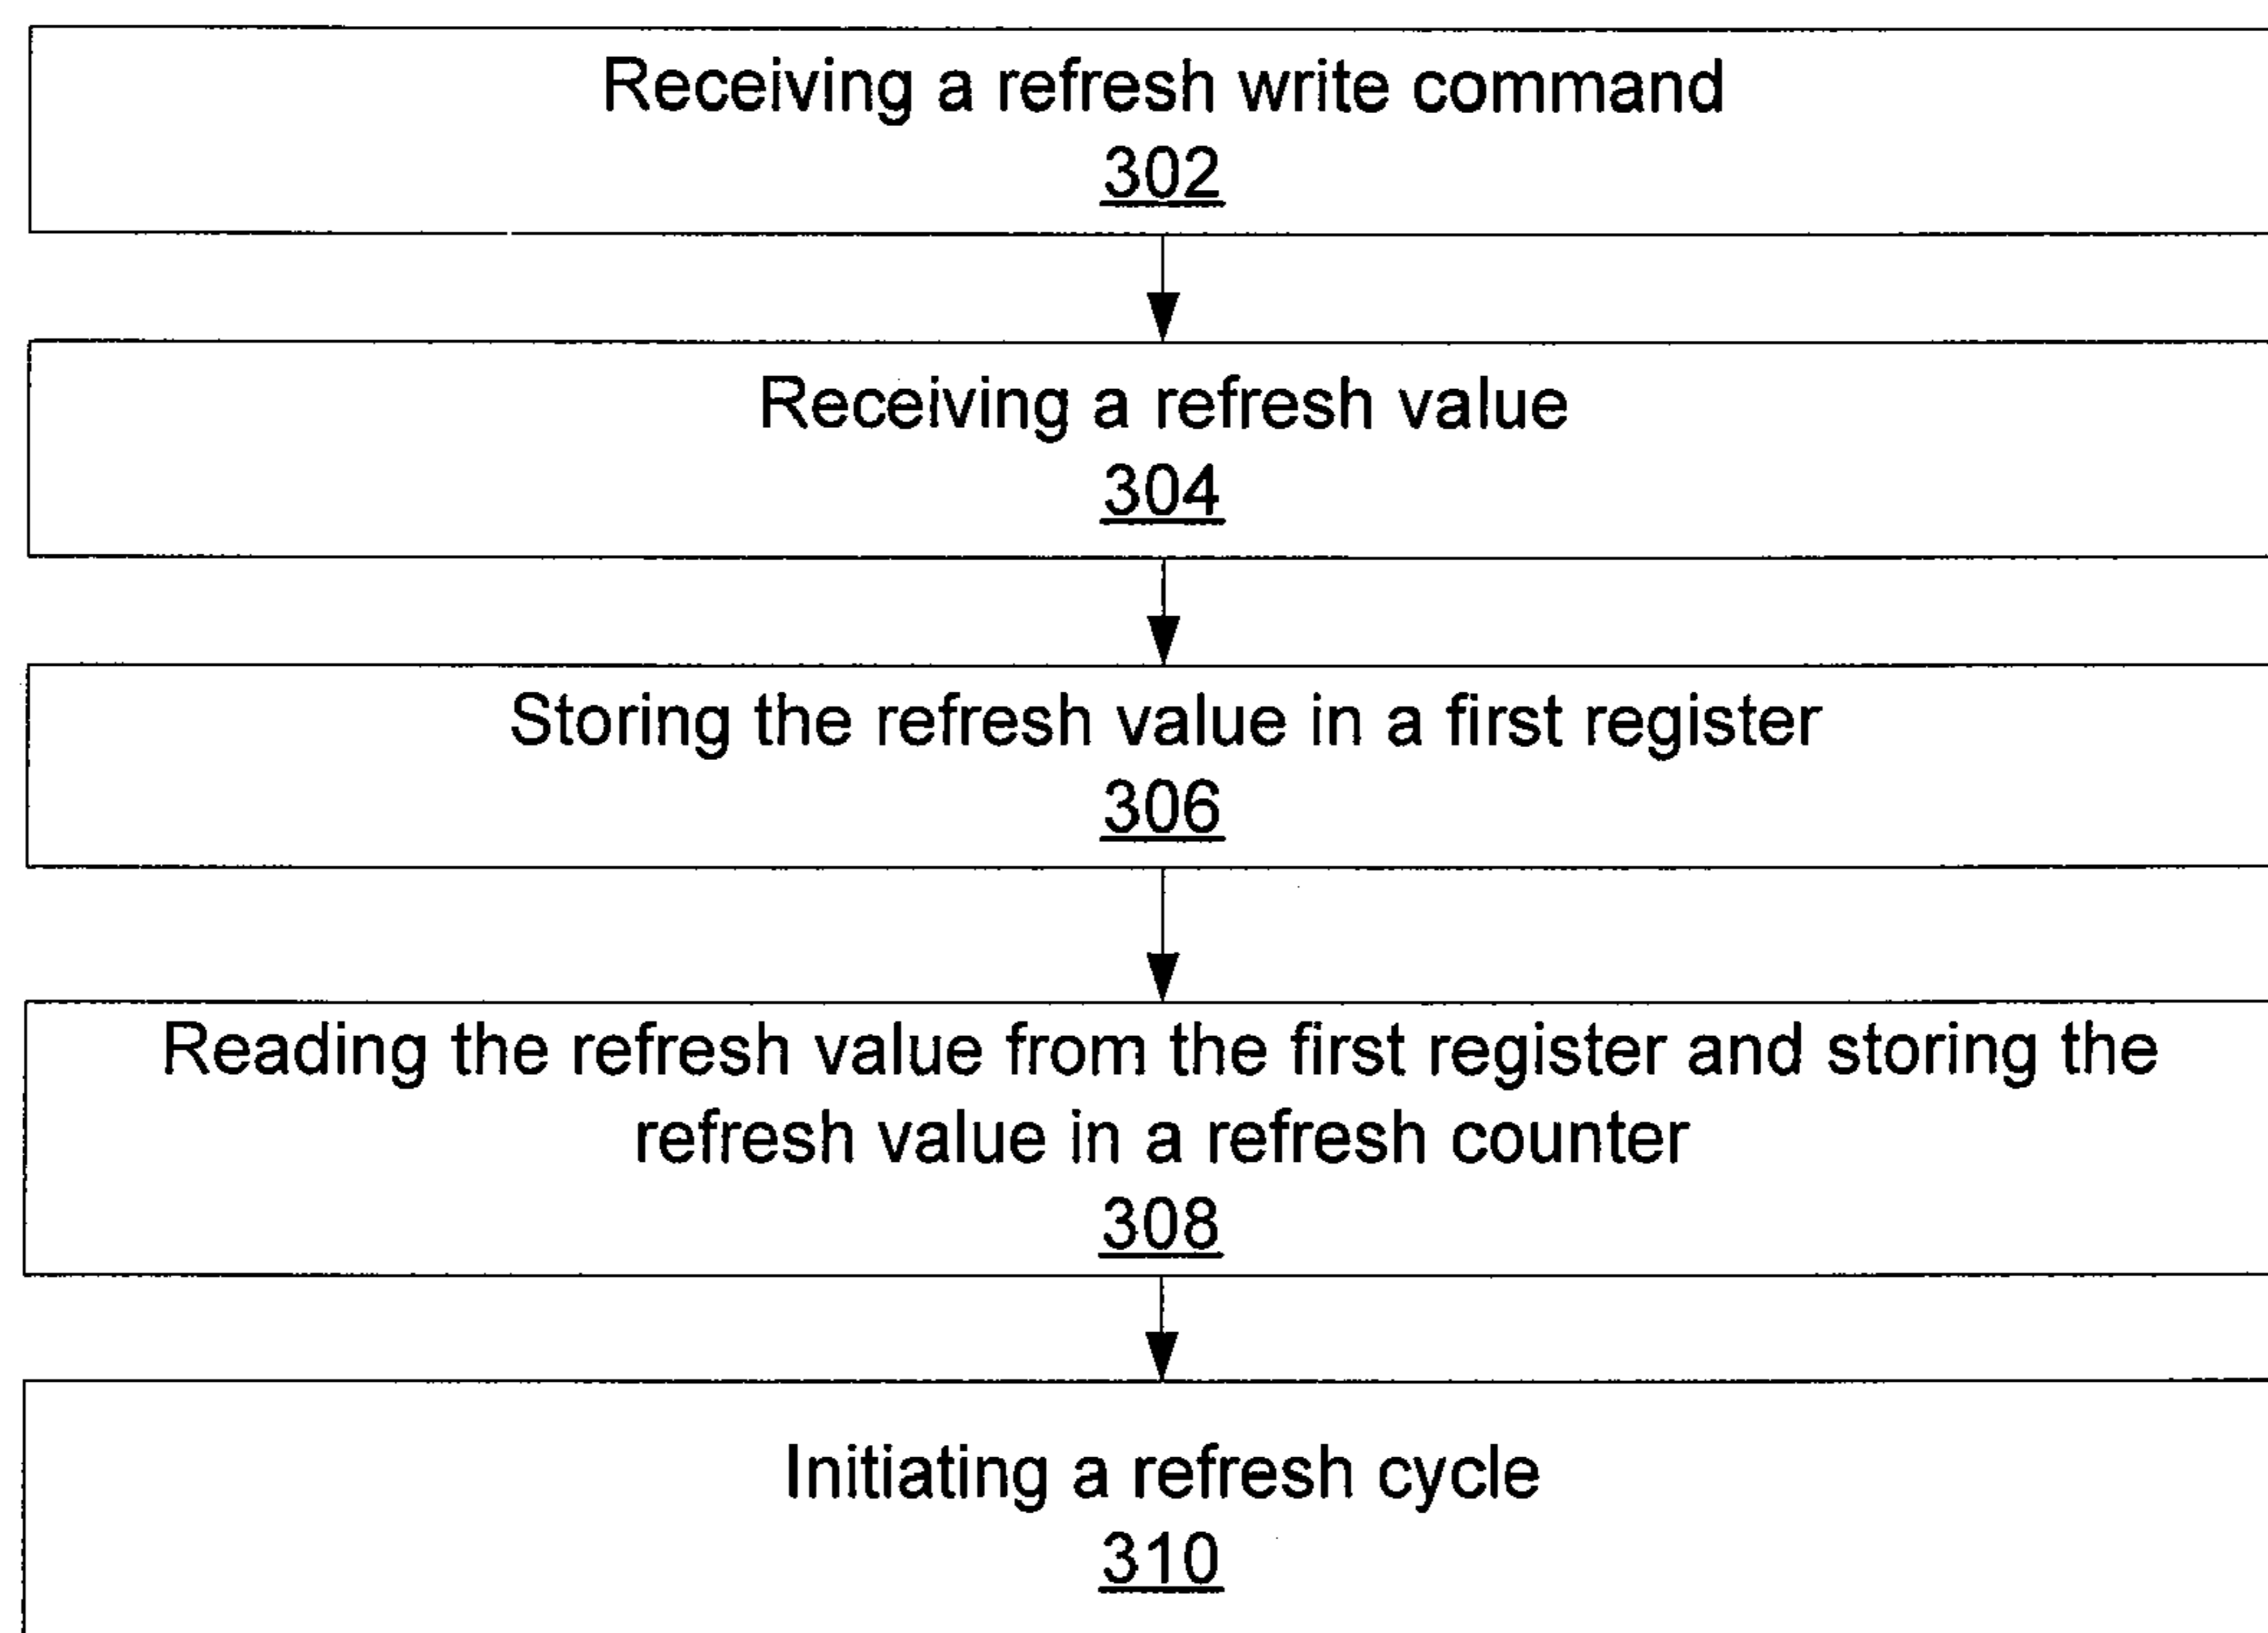 Receiving a refresh write command
302
Receiving a refresh value
304
Storing the refresh value in a first register
306
Reading the refresh value from the first register and storing the
refresh value in a refresh counter
308
Initiating a refresh cycle
310